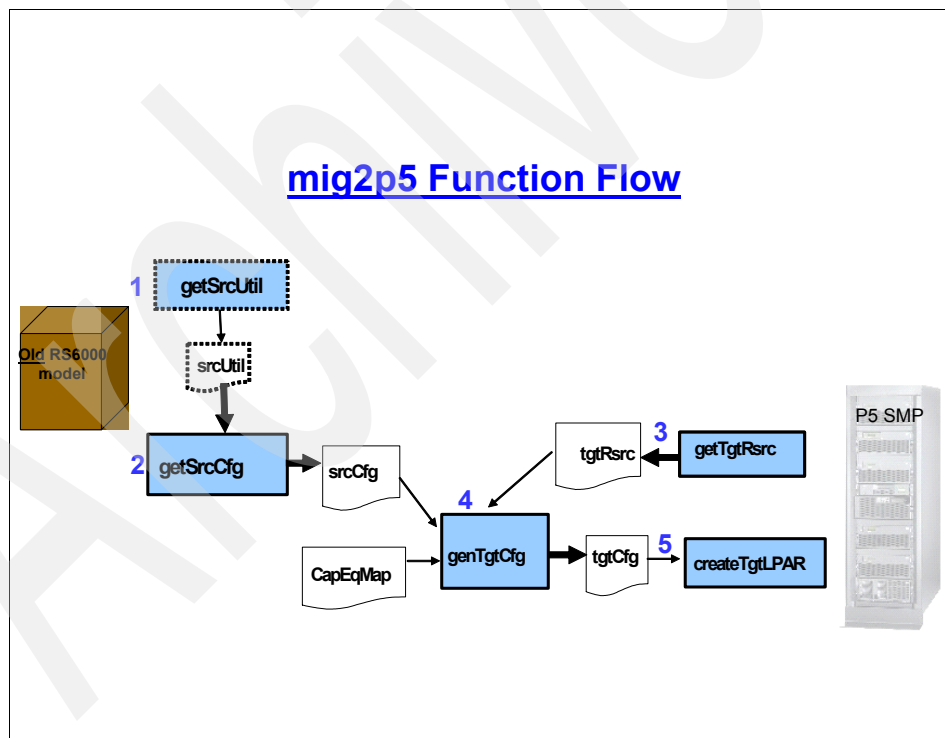 mig2p5 Function Flow
1
getSrcUtil
srcUtil
Old RS6000
model
2
getSrcCfg
srcCfg
CapEqMap
4
genTgtCfg
tgtRsrc
3
getTgtRsrc
tgtCfg
5
createTgtLPAR
P5 SMP